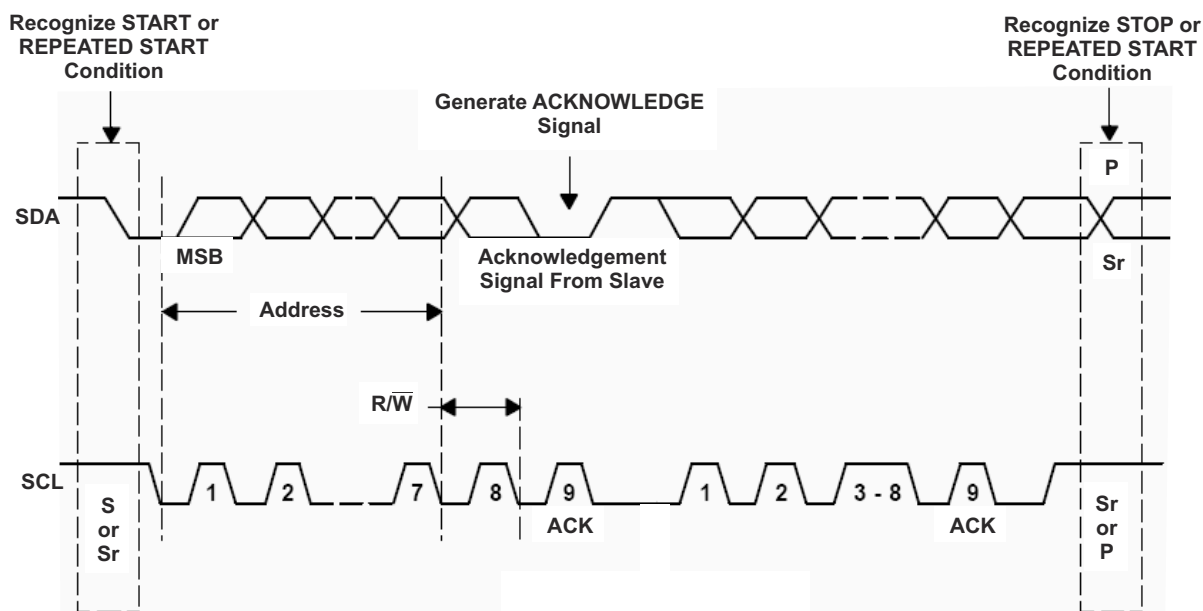 Recognize START or
REPEATED START
Condition
Recognize STOP or
REPEATED START
Condition
Generate ACKNOWLEDGE
Signal
P
SDA
MSB
Acknowledgement
Signal From Slave
Sr
Address
R/W̅
SCL
1
2
7
8
9
1
2
3 - 8
9
S
or
Sr
ACK
ACK
Sr
or
P